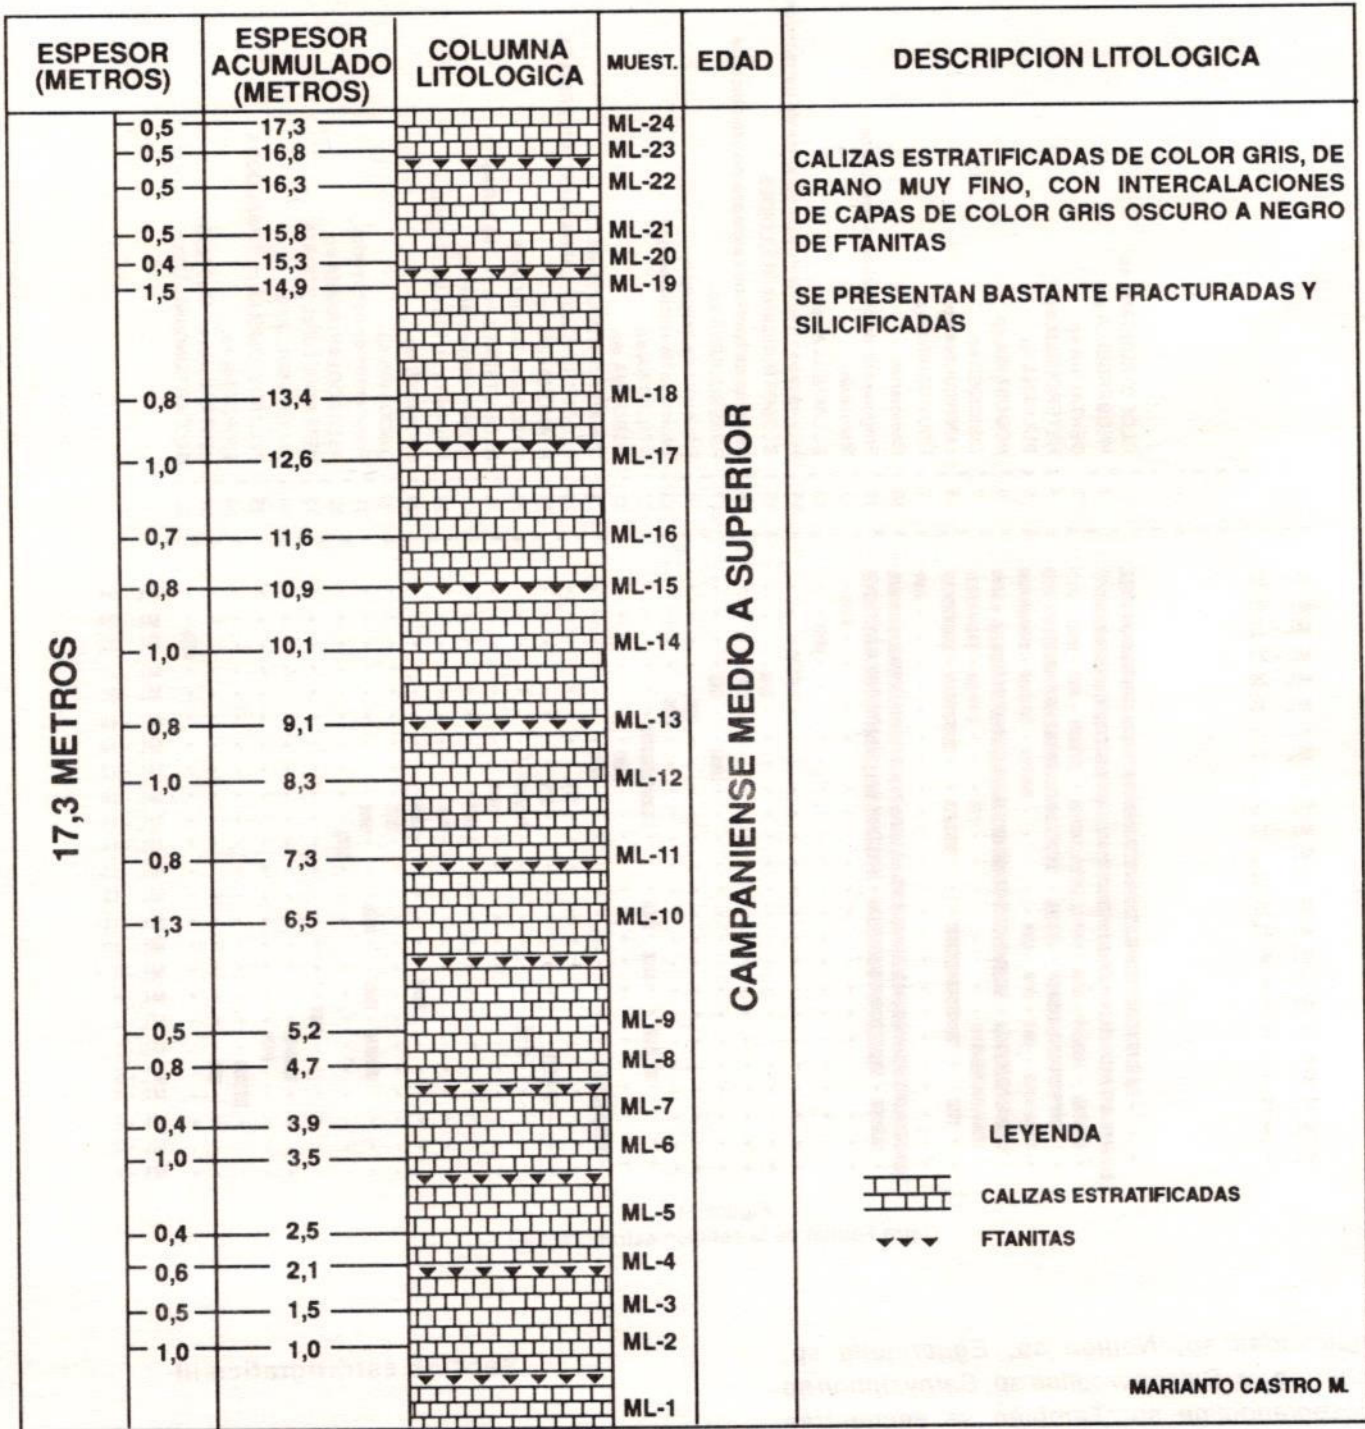 ESPESOR (METROS)
ESPESOR ACUMULADO (METROS)
COLUMNA LITOLOGICA
MUEST.
EDAD
DESCRIPCION LITOLOGICA
0,5 17,3 ML-24
0,5 16,8 ML-23
0,5 16,3 ML-22
0,5 15,8 ML-21
0,4 15,3 ML-20
1,5 14,9 ML-19
0,8 13,4 ML-18
1,0 12,6 ML-17
0,7 11,6 ML-16
0,8 10,9 ML-15
1,0 10,1 ML-14
0,8 9,1 ML-13
1,0 8,3 ML-12
0,8 7,3 ML-11
1,3 6,5 ML-10
0,5 5,2 ML-9
0,8 4,7 ML-8
0,4 3,9 ML-7
1,0 3,5 ML-6
0,4 2,5 ML-5
0,6 2,1 ML-4
0,5 1,5 ML-3
1,0 1,0 ML-2
ML-1
17,3 METROS
CAMPANIENSE MEDIO A SUPERIOR
CALIZAS ESTRATIFICADAS DE COLOR GRIS, DE
GRANO MUY FINO, CON INTERCALACIONES
DE CAPAS DE COLOR GRIS OSCURO A NEGRO
DE FTANITAS
SE PRESENTAN BASTANTE FRACTURADAS Y
SILICIFICADAS
LEYENDA
CALIZAS ESTRATIFICADAS
FTANITAS
MARIANTO CASTRO M.